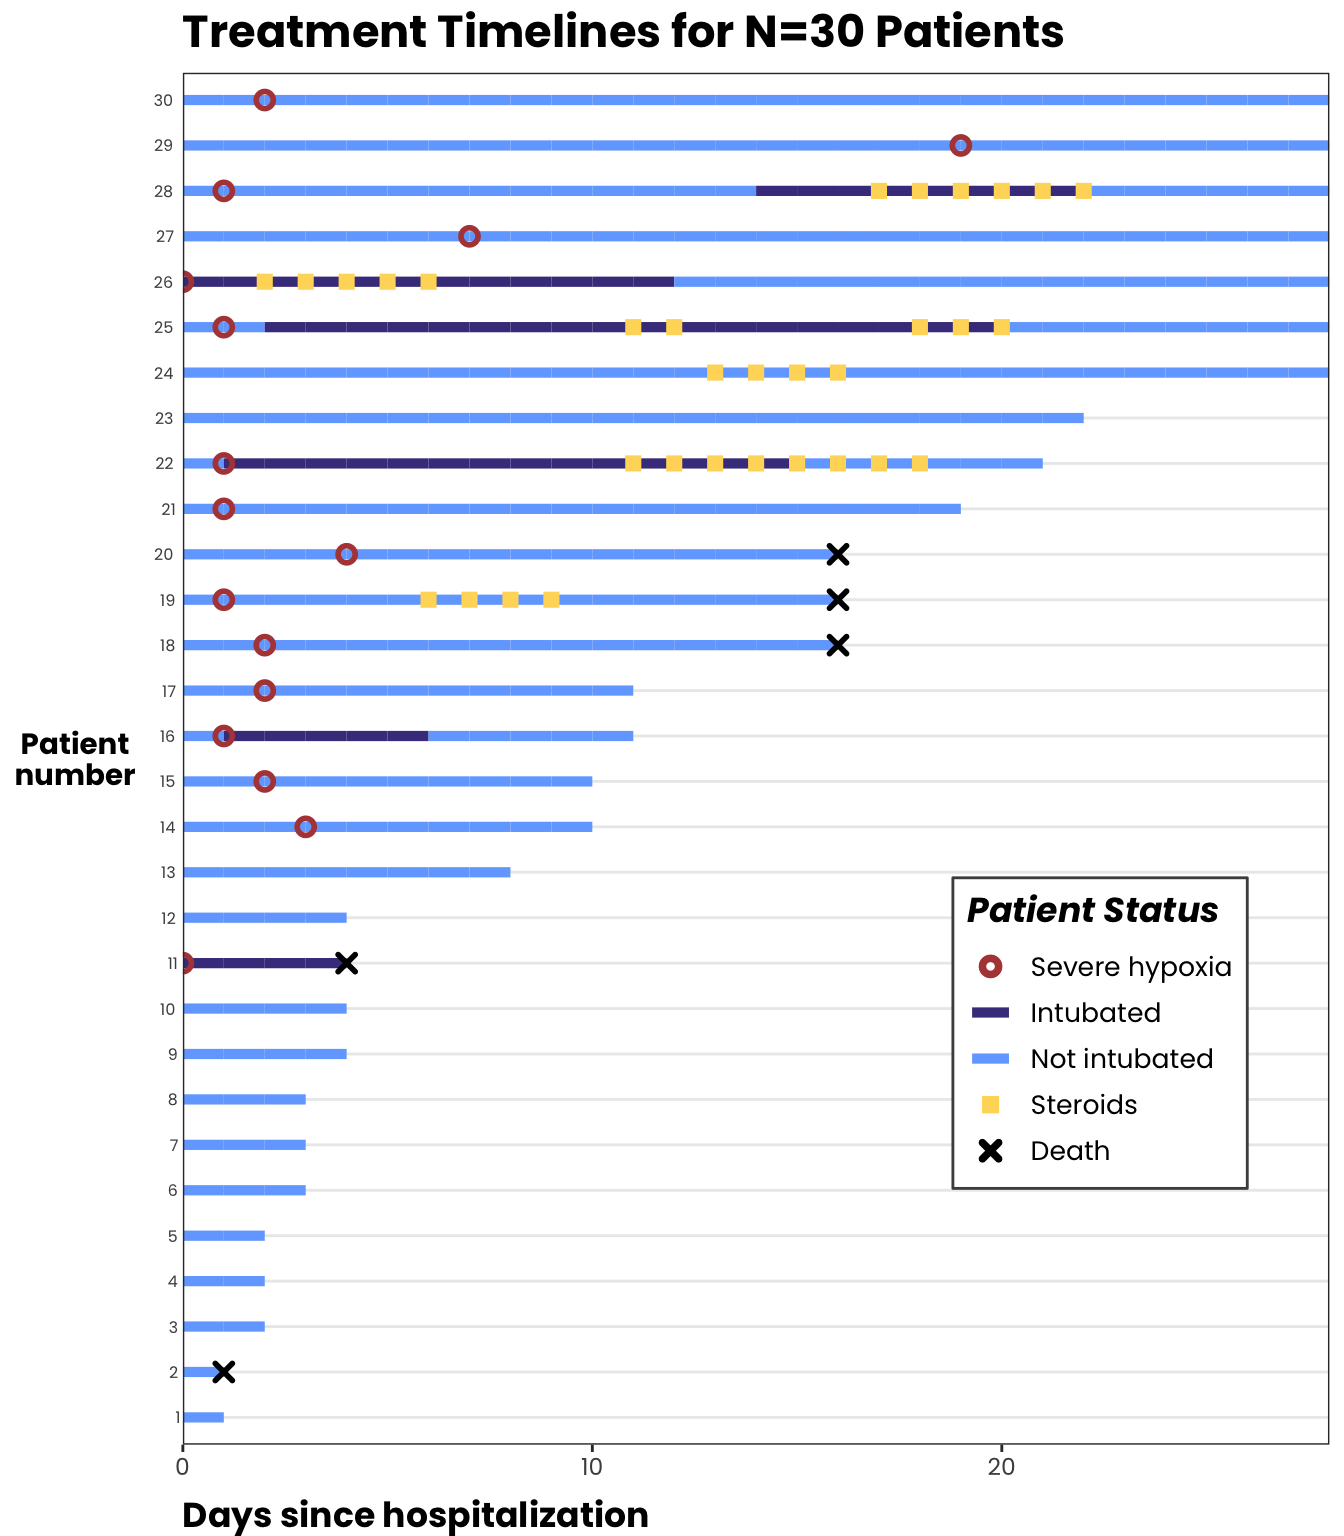 Treatment Timelines for N=30 Patients
30
29
28
27
26
25
24
23
22
21
20
19
18
17
16
15
14
13
12
11
10
9
8
7
6
5
4
3
2
1
Patient
number
Patient Status
Severe hypoxia
Intubated
Not intubated
Steroids
Death
0 10 20
Days since hospitalization